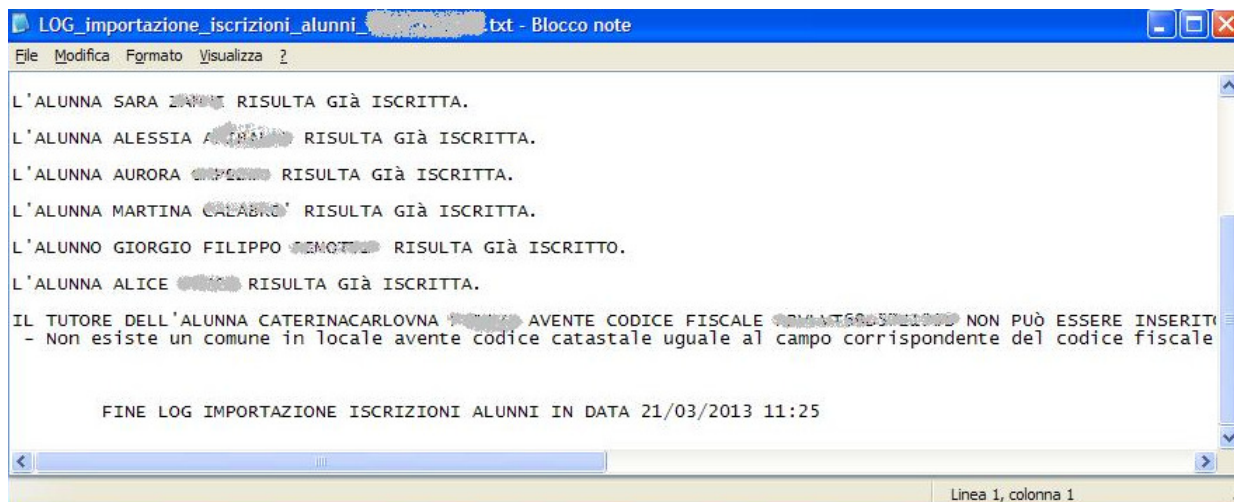 LOG_importazione_iscrizioni_alunni_ .txt - Blocco note
File Modifica Formato Visualizza ?
L'ALUNNA SARA RISULTA GIà ISCRITTA.
L'ALUNNA ALESSIA RISULTA GIà ISCRITTA.
L'ALUNNA AURORA RISULTA GIà ISCRITTA.
L'ALUNNA MARTINA RISULTA GIà ISCRITTA.
L'ALUNNO GIORGIO FILIPPO RISULTA GIà ISCRITTO.
L'ALUNNA ALICE RISULTA GIà ISCRITTA.
IL TUTORE DELL'ALUNNA CATERINACARLOVNA AVENTE CODICE FISCALE NON PUÒ ESSERE INSERITO
- Non esiste un comune in locale avente codice catastale uguale al campo corrispondente del codice fiscale
FINE LOG IMPORTAZIONE ISCRIZIONI ALUNNI IN DATA 21/03/2013 11:25
Linea 1, colonna 1